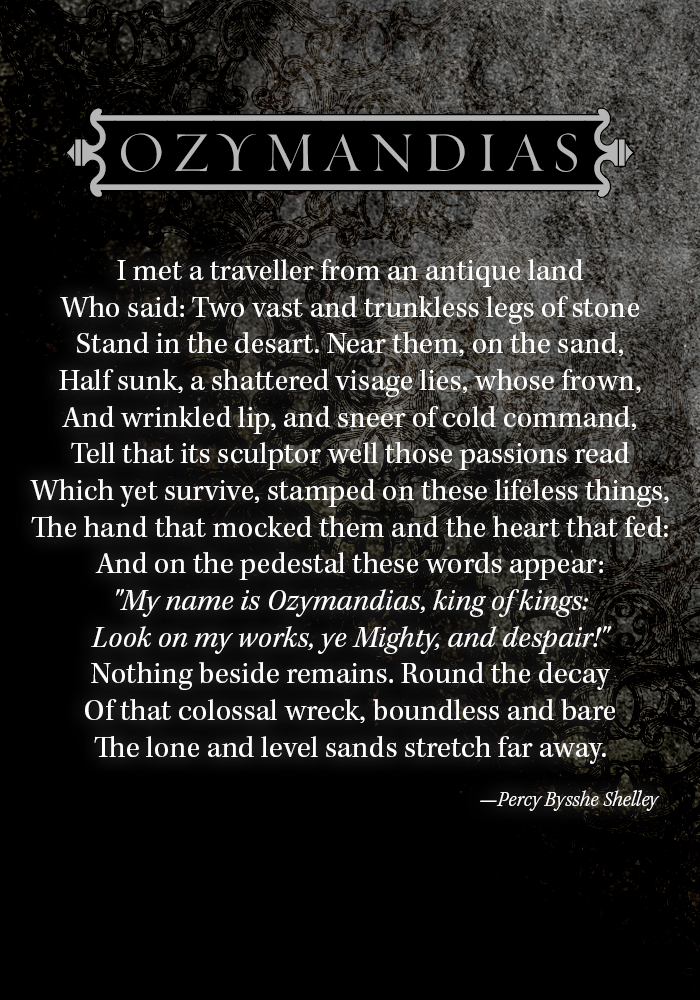 OZYMANDIAS
I met a traveller from an antique land
Who said: Two vast and trunkless legs of stone
Stand in the desart. Near them, on the sand,
Half sunk, a shattered visage lies, whose frown,
And wrinkled lip, and sneer of cold command,
Tell that its sculptor well those passions read
Which yet survive, stamped on these lifeless things,
The hand that mocked them and the heart that fed:
And on the pedestal these words appear:
"My name is Ozymandias, king of kings:
Look on my works, ye Mighty, and despair!"
Nothing beside remains. Round the decay
Of that colossal wreck, boundless and bare
The lone and level sands stretch far away.
—Percy Bysshe Shelley